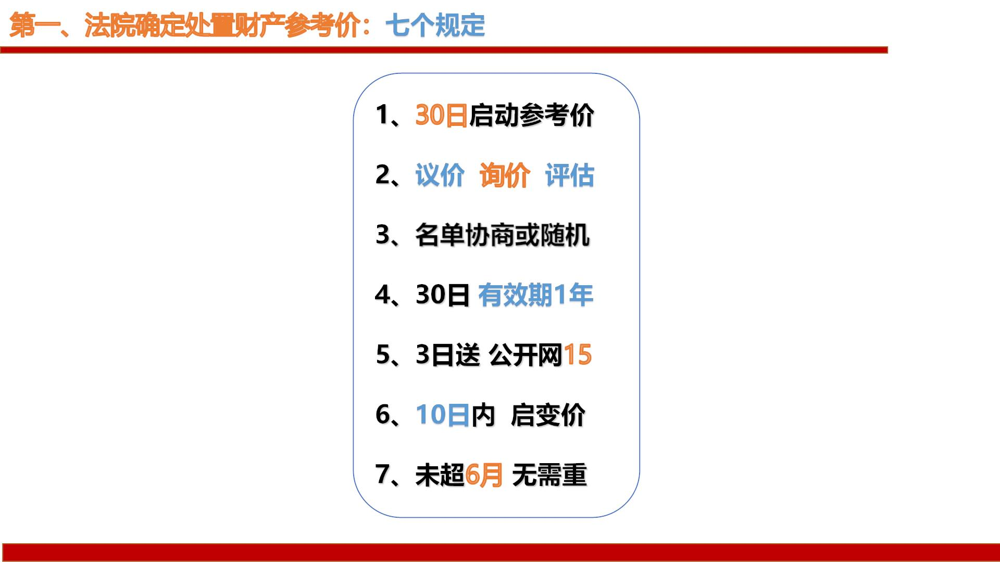 第一、法院确定处置财产参考价：七个规定
1、30日启动参考价
2、议价 询价 评估
3、名单协商或随机
4、30日 有效期1年
5、3日送 公开网15
6、10日内 启变价
7、未超6月 无需重